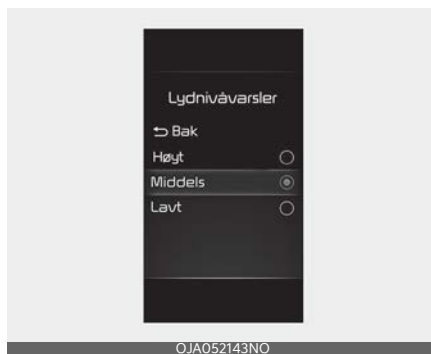 Lydnivåvarsler
Bak
Høyt
Middels
Lavt
OJA052143NO